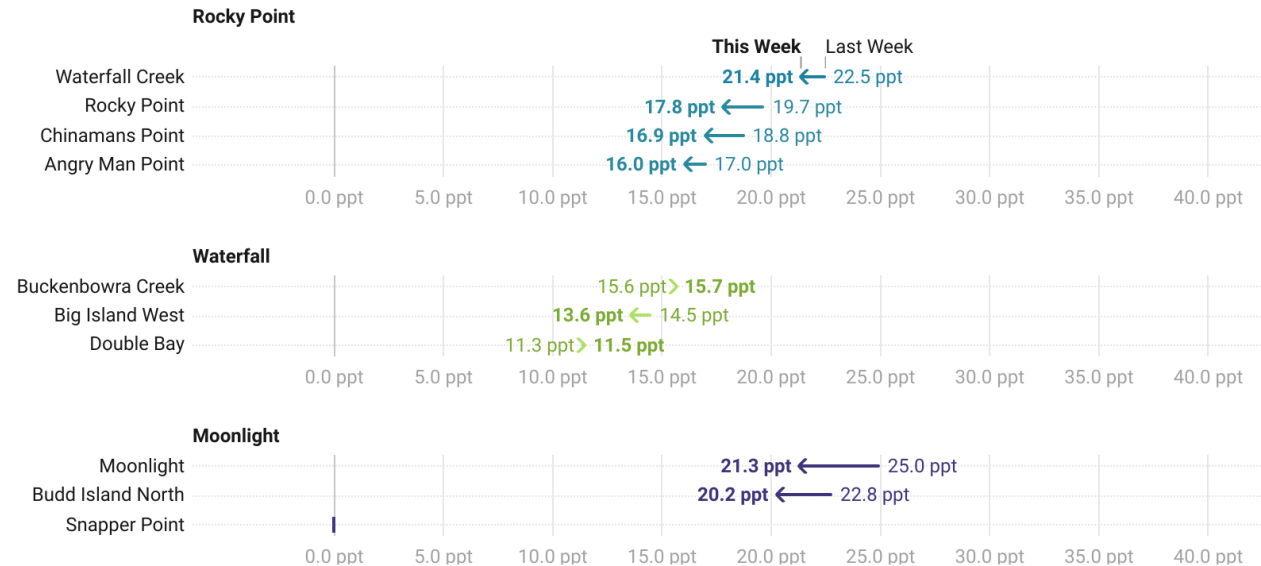 Rocky Point
This Week Last Week
Waterfall Creek 21.4 ppt 22.5 ppt
Rocky Point 17.8 ppt 19.7 ppt
Chinamans Point 16.9 ppt 18.8 ppt
Angry Man Point 16.0 ppt 17.0 ppt
0.0 ppt 5.0 ppt 10.0 ppt 15.0 ppt 20.0 ppt 25.0 ppt 30.0 ppt 35.0 ppt 40.0 ppt
Waterfall
Buckenbowra Creek 15.6 ppt 15.7 ppt
Big Island West 13.6 ppt 14.5 ppt
Double Bay 11.3 ppt 11.5 ppt
0.0 ppt 5.0 ppt 10.0 ppt 15.0 ppt 20.0 ppt 25.0 ppt 30.0 ppt 35.0 ppt 40.0 ppt
Moonlight
Moonlight 21.3 ppt 25.0 ppt
Budd Island North 20.2 ppt 22.8 ppt
Snapper Point
0.0 ppt 5.0 ppt 10.0 ppt 15.0 ppt 20.0 ppt 25.0 ppt 30.0 ppt 35.0 ppt 40.0 ppt